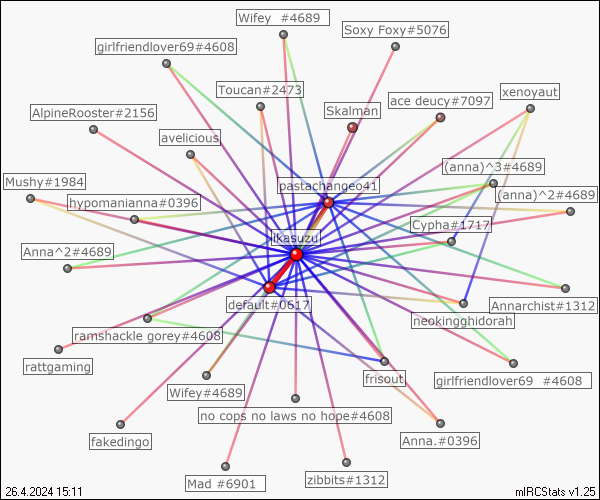 Wifey  #4689
Soxy Foxy#5076
girlfriendlover69#4608
Toucan#2473
ace deucy#7097
xenoyaut
AlpineRooster#2156
Skalman
avelicious
(anna)^3#4689
Mushy#1984
pastachangeo41
(anna)^2#4689
hypomanianna#0396
Cypha#1717
Anna^2#4689
ikasuzu
default#0617
Annarchist#1312
neokingghidorah
ramshackle gorey#4608
rattgaming
frisout
girlfriendlover69  #4608
Wifey#4689
no cops no laws no hope#4608
fakedingo
Anna.#0396
Mad #6901
zibbits#1312
26.4.2024 15:11
mIRCStats v1.25